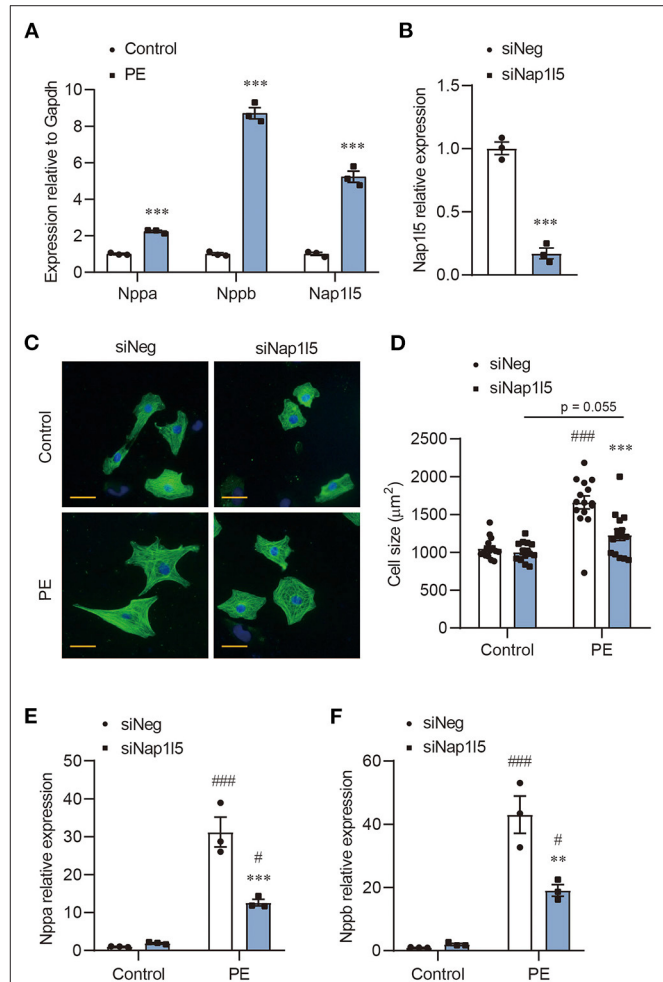 A
Control
PE
Expression relative to Gapdh
10
8
6
4
2
0
***
***
***
Nppa
Nppb
Nap1l5
B
siNeg
siNap1l5
Nap1l5 relative expression
1.5
1.0
0.5
0.0
***
C
siNeg
siNap1l5
Control
PE
D
siNeg
siNap1l5
p = 0.055
###
***
Cell size (μm²)
2500
2000
1500
1000
500
0
Control
PE
E
siNeg
siNap1l5
Nppa relative expression
50
40
30
20
10
0
###
#
***
Control
PE
F
siNeg
siNap1l5
Nppb relative expression
60
40
20
0
###
#
**
Control
PE